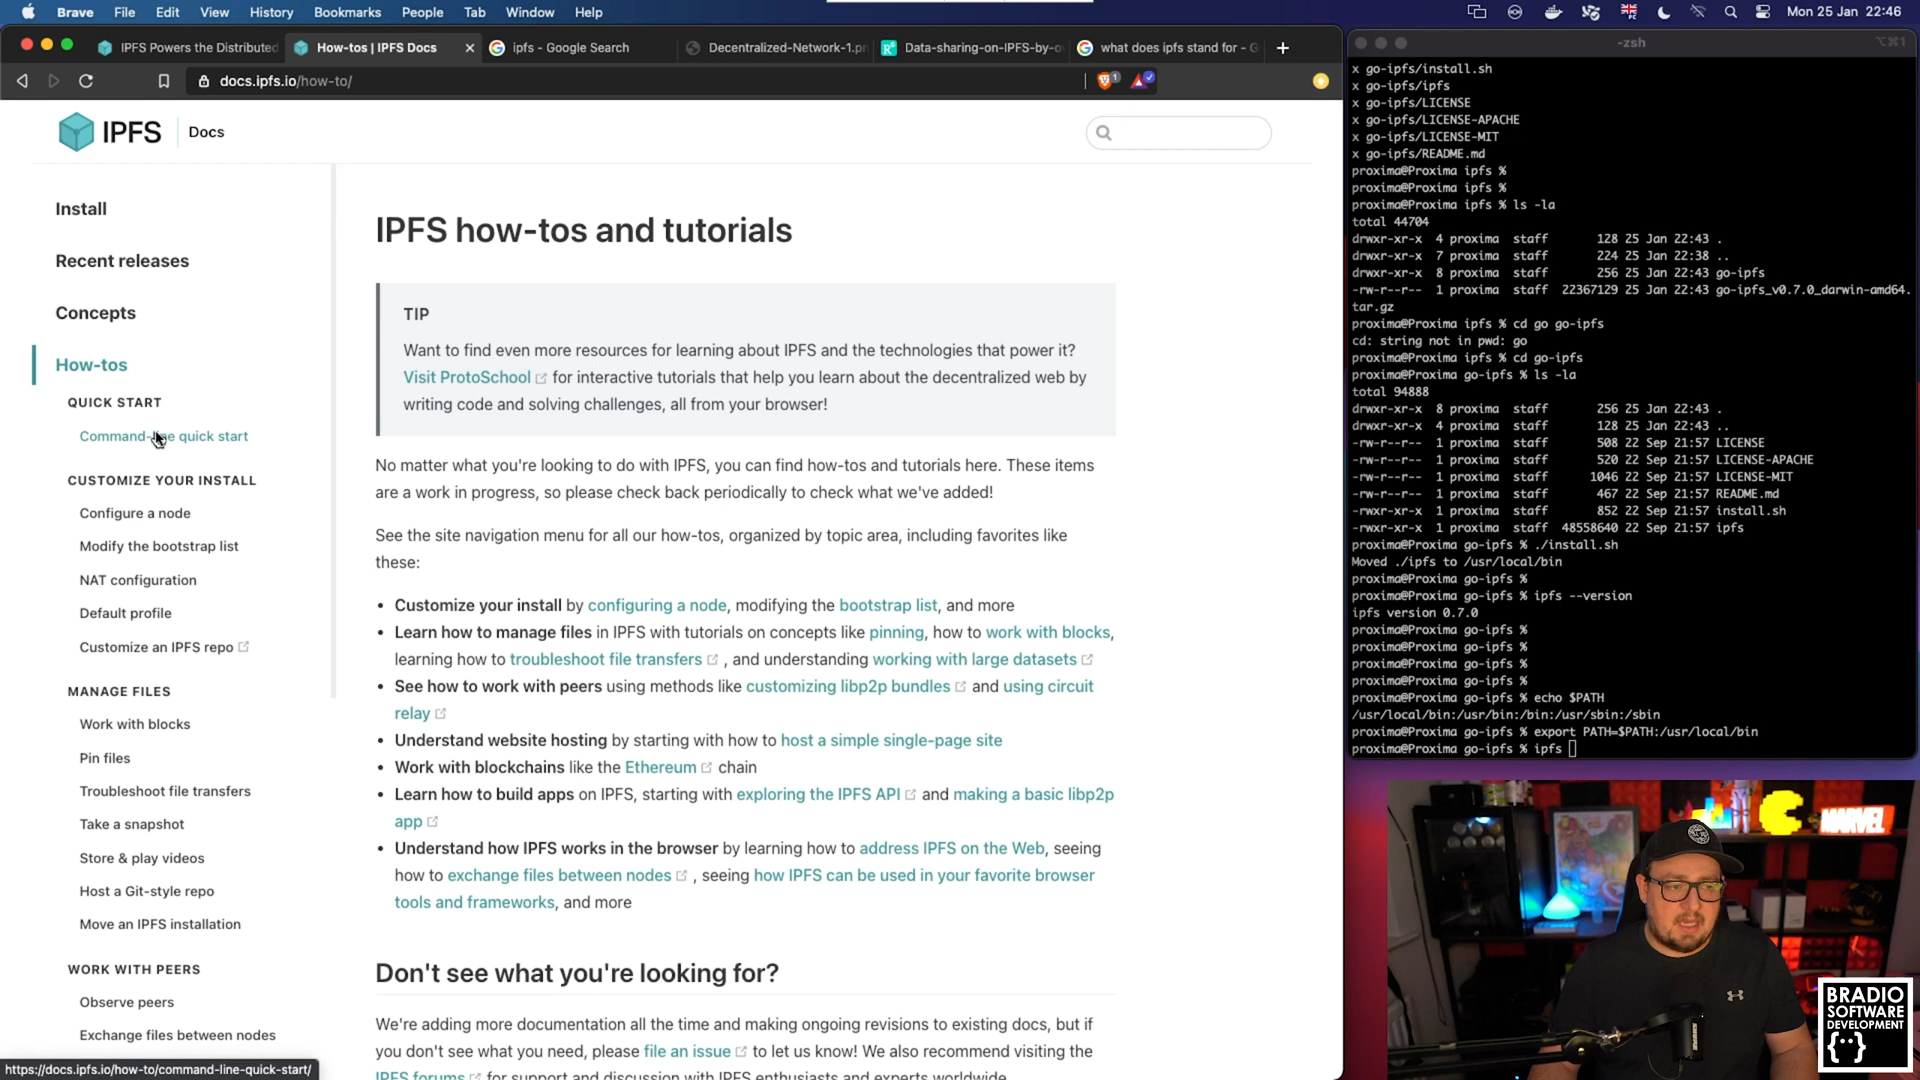 Brave File Edit View History Bookmarks People Tab Window Help
Mon 25 Jan 22:46
IPFS Powers the Distributed
How-tos | IPFS Docs
ipfs - Google Search
Decentralized-Network-1.pn
Data-sharing-on-IPFS-by-o
what does ipfs stand for - G
docs.ipfs.io/how-to/
IPFS Docs
Install
Recent releases
Concepts
How-tos
QUICK START
Command-line quick start
CUSTOMIZE YOUR INSTALL
Configure a node
Modify the bootstrap list
NAT configuration
Default profile
Customize an IPFS repo
MANAGE FILES
Work with blocks
Pin files
Troubleshoot file transfers
Take a snapshot
Store & play videos
Host a Git-style repo
Move an IPFS installation
WORK WITH PEERS
Observe peers
Exchange files between nodes
https://docs.ipfs.io/how-to/command-line-quick-start/
IPFS how-tos and tutorials
TIP
Want to find even more resources for learning about IPFS and the technologies that power it?
Visit ProtoSchool for interactive tutorials that help you learn about the decentralized web by
writing code and solving challenges, all from your browser!
No matter what you're looking to do with IPFS, you can find how-tos and tutorials here. These items
are a work in progress, so please check back periodically to check what we've added!
See the site navigation menu for all our how-tos, organized by topic area, including favorites like
these:
• Customize your install by configuring a node, modifying the bootstrap list, and more
• Learn how to manage files in IPFS with tutorials on concepts like pinning, how to work with blocks,
learning how to troubleshoot file transfers , and understanding working with large datasets
• See how to work with peers using methods like customizing libp2p bundles and using circuit
relay
• Understand website hosting by starting with how to host a simple single-page site
• Work with blockchains like the Ethereum chain
• Learn how to build apps on IPFS, starting with exploring the IPFS API and making a basic libp2p
app
• Understand how IPFS works in the browser by learning how to address IPFS on the Web, seeing
how to exchange files between nodes , seeing how IPFS can be used in your favorite browser
tools and frameworks, and more
Don't see what you're looking for?
We're adding more documentation all the time and making ongoing revisions to existing docs, but if
you don't see what you need, please file an issue to let us know! We also recommend visiting the
IPFS forums for support and discussion with IPFS enthusiasts and experts worldwide
-zsh
⌥⌘1
x go-ipfs/install.sh
x go-ipfs/ipfs
x go-ipfs/LICENSE
x go-ipfs/LICENSE-APACHE
x go-ipfs/LICENSE-MIT
x go-ipfs/README.md
proxima@Proxima ipfs %
proxima@Proxima ipfs %
proxima@Proxima ipfs % ls -la
total 44704
drwxr-xr-x 4 proxima staff 128 25 Jan 22:43 .
drwxr-xr-x 7 proxima staff 224 25 Jan 22:38 ..
drwxr-xr-x 8 proxima staff 256 25 Jan 22:43 go-ipfs
-rw-r--r-- 1 proxima staff 22367129 25 Jan 22:43 go-ipfs_v0.7.0_darwin-amd64.
tar.gz
proxima@Proxima ipfs % cd go go-ipfs
cd: string not in pwd: go
proxima@Proxima ipfs % cd go-ipfs
proxima@Proxima go-ipfs % ls -la
total 94888
drwxr-xr-x 8 proxima staff 256 25 Jan 22:43 .
drwxr-xr-x 4 proxima staff 128 25 Jan 22:43 ..
-rw-r--r-- 1 proxima staff 508 22 Sep 21:57 LICENSE
-rw-r--r-- 1 proxima staff 520 22 Sep 21:57 LICENSE-APACHE
-rw-r--r-- 1 proxima staff 1046 22 Sep 21:57 LICENSE-MIT
-rw-r--r-- 1 proxima staff 467 22 Sep 21:57 README.md
-rwxr-xr-x 1 proxima staff 852 22 Sep 21:57 install.sh
-rwxr-xr-x 1 proxima staff 48558640 22 Sep 21:57 ipfs
proxima@Proxima go-ipfs % ./install.sh
Moved ./ipfs to /usr/local/bin
proxima@Proxima go-ipfs %
proxima@Proxima go-ipfs % ipfs --version
ipfs version 0.7.0
proxima@Proxima go-ipfs %
proxima@Proxima go-ipfs %
proxima@Proxima go-ipfs %
proxima@Proxima go-ipfs %
proxima@Proxima go-ipfs % echo $PATH
/usr/local/bin:/usr/bin:/bin:/usr/sbin:/sbin
proxima@Proxima go-ipfs % export PATH=$PATH:/usr/local/bin
proxima@Proxima go-ipfs % ipfs
MARVEL
BRADIO
SOFTWARE
DEVELOPMENT
{··}